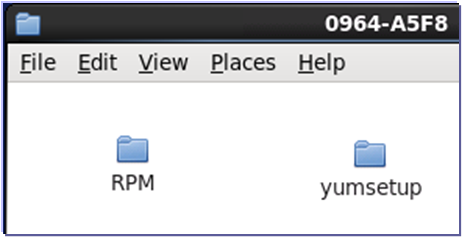 0964-A5F8
File Edit View Places Help
RPM
yumsetup